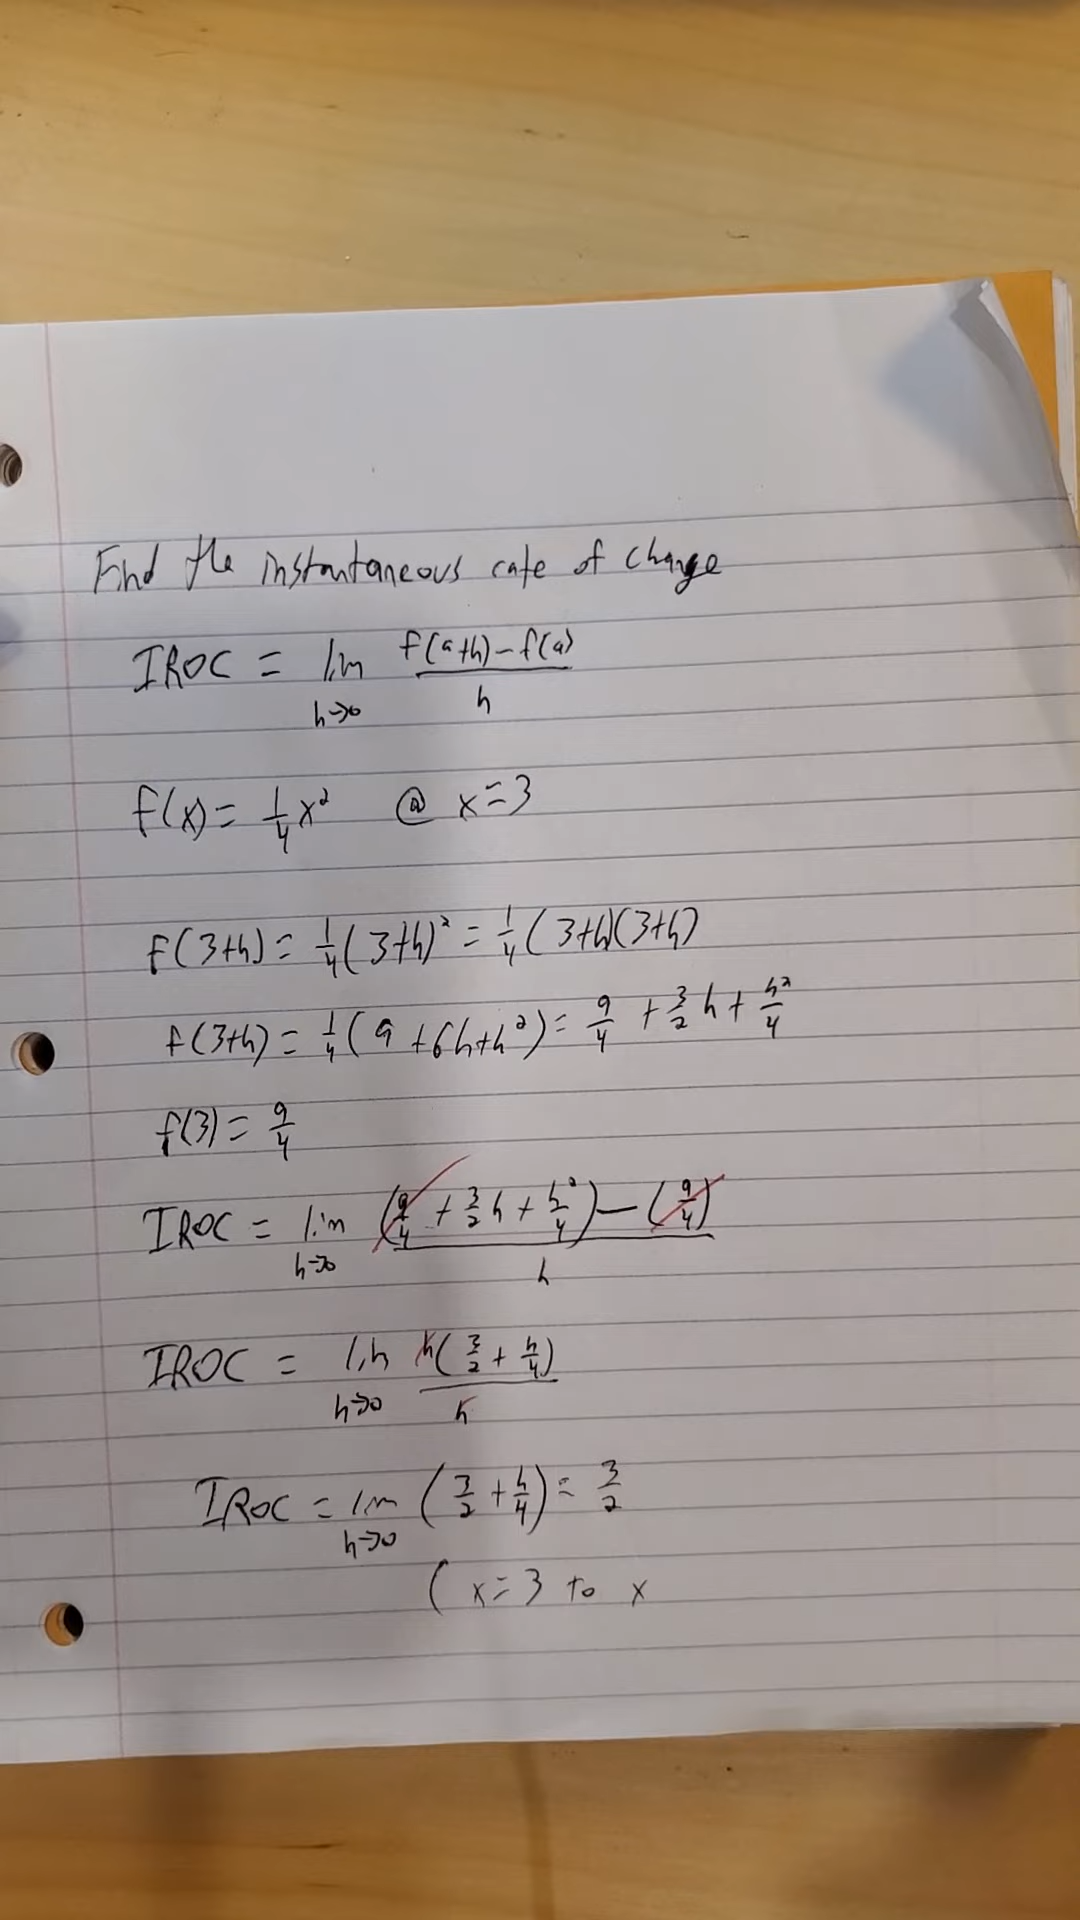 Find the instantaneous rate of change
IROC = lim h→0 (f(a+h)-f(a))/h
f(x) = 1/4 x² @ x=3
f(3+h) = 1/4(3+h)² = 1/4(3+h)(3+h)
f(3+h) = 1/4(9+6h+h²) = 9/4 + 3/2 h + h²/4
f(3) = 9/4
IROC = lim h→0 ((9/4 + 3/2 h + h²/4) - (9/4))/h
IROC = lim h→0 h(3/2 + h/4)/h
IROC = lim h→0 (3/2 + h/4) = 3/2
( x=3 to x